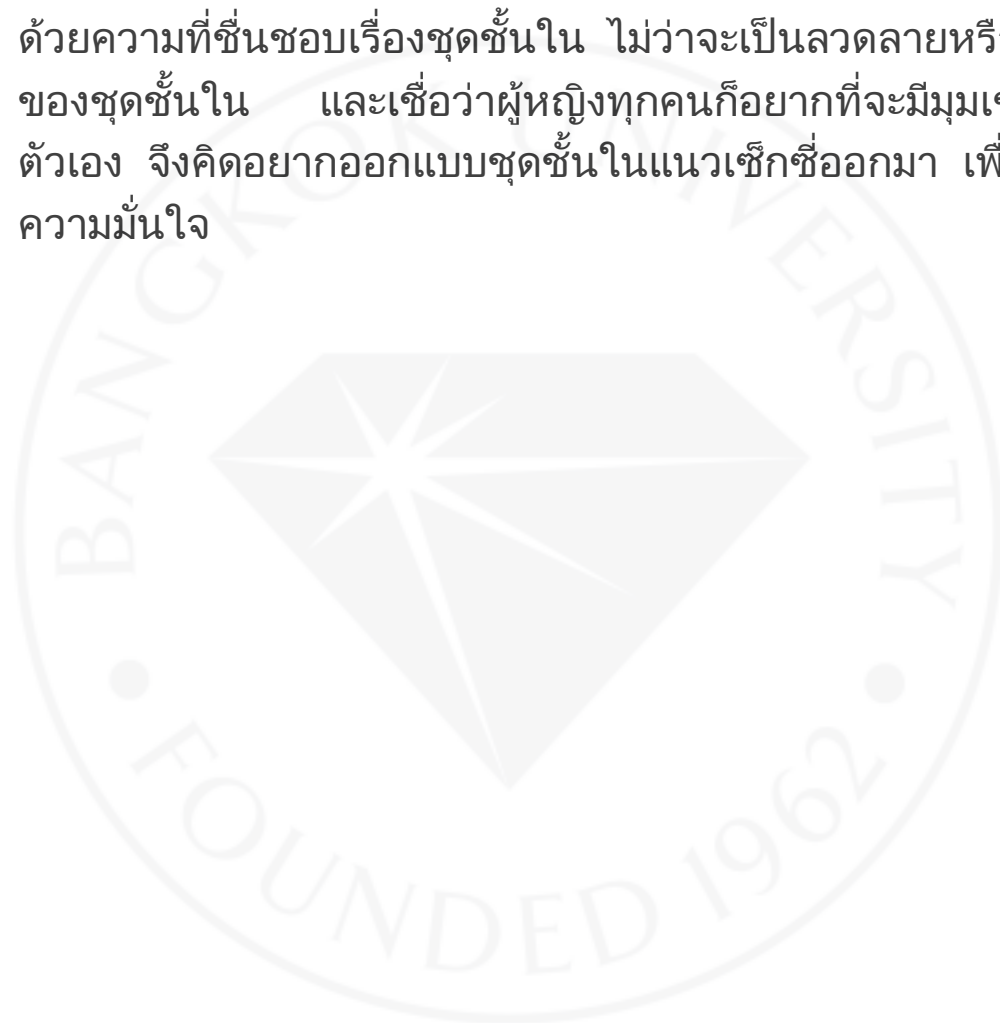 ด้วยความที่ชื่นชอบเรื่องชุดชั้นใน ไม่ว่าจะเป็นลวดลายหรื
ของชุดชั้นใน และเชื่อว่าผู้หญิงทุกคนก็อยากที่จะมีมุมเ
ตัวเอง จึงคิดอยากออกแบบชุดชั้นในแนวเซ็กซี่ออกมา เพื่
ความมั่นใจ
BANGKOK UNIVERSITY
FOUNDED 1962